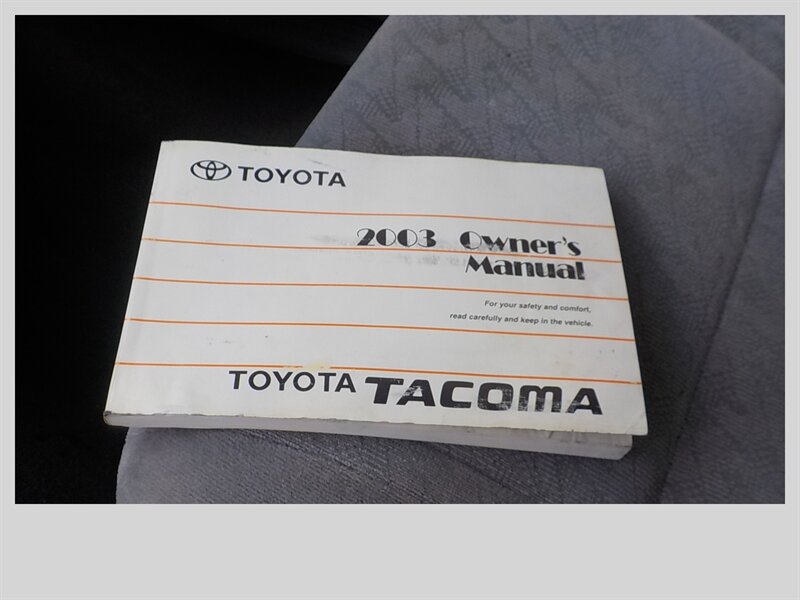 TOYOTA
2003 Owner's
Manual
For your safety and comfort,
read carefully and keep in the vehicle.
TOYOTA TACOMA